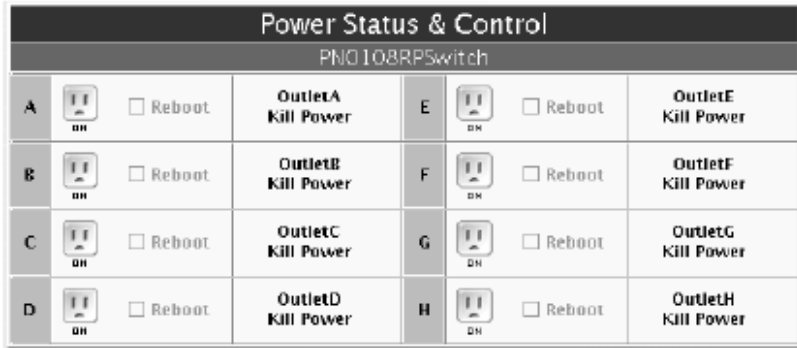 Power Status & Control
PN0108RPSwitch
A ON Reboot OutletA Kill Power E ON Reboot OutletE Kill Power
B ON Reboot OutletB Kill Power F ON Reboot OutletF Kill Power
C ON Reboot OutletC Kill Power G ON Reboot OutletG Kill Power
D ON Reboot OutletD Kill Power H ON Reboot OutletH Kill Power